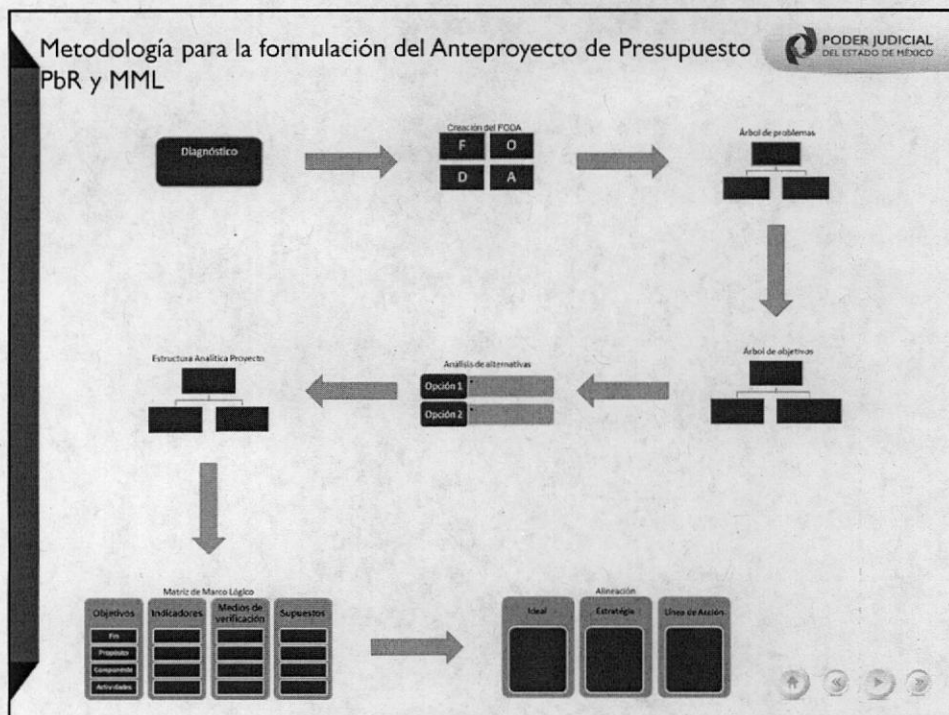 Metodología para la formulación del Anteproyecto de Presupuesto
PbR y MML
PODER JUDICIAL
DEL ESTADO DE MÉXICO
Diagnóstico
Creación del FODA
F O
D A
Árbol de problemas
Estructura Analítica Proyecto
Análisis de alternativas
Opción 1
Opción 2
Árbol de objetivos
Matriz de Marco Lógico
Objetivos Indicadores Medios de verificación Supuestos
Fin
Propósito
Componente
Actividades
Alineación
Ideal Estratégia Línea de Acción